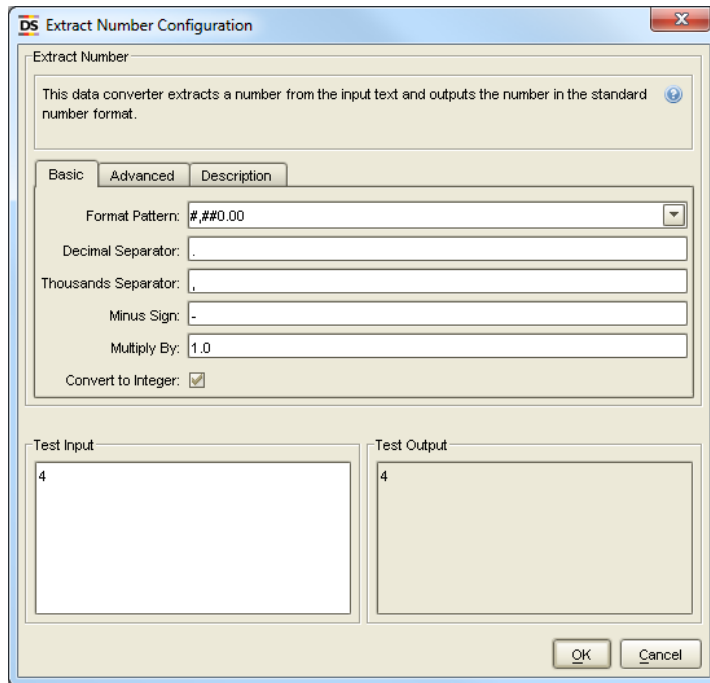 DS Extract Number Configuration
Extract Number
This data converter extracts a number from the input text and outputs the number in the standard
number format.
Basic Advanced Description
Format Pattern: #,##0.00
Decimal Separator: .
Thousands Separator: ,
Minus Sign: -
Multiply By: 1.0
Convert to Integer:
Test Input Test Output
4 4
OK Cancel